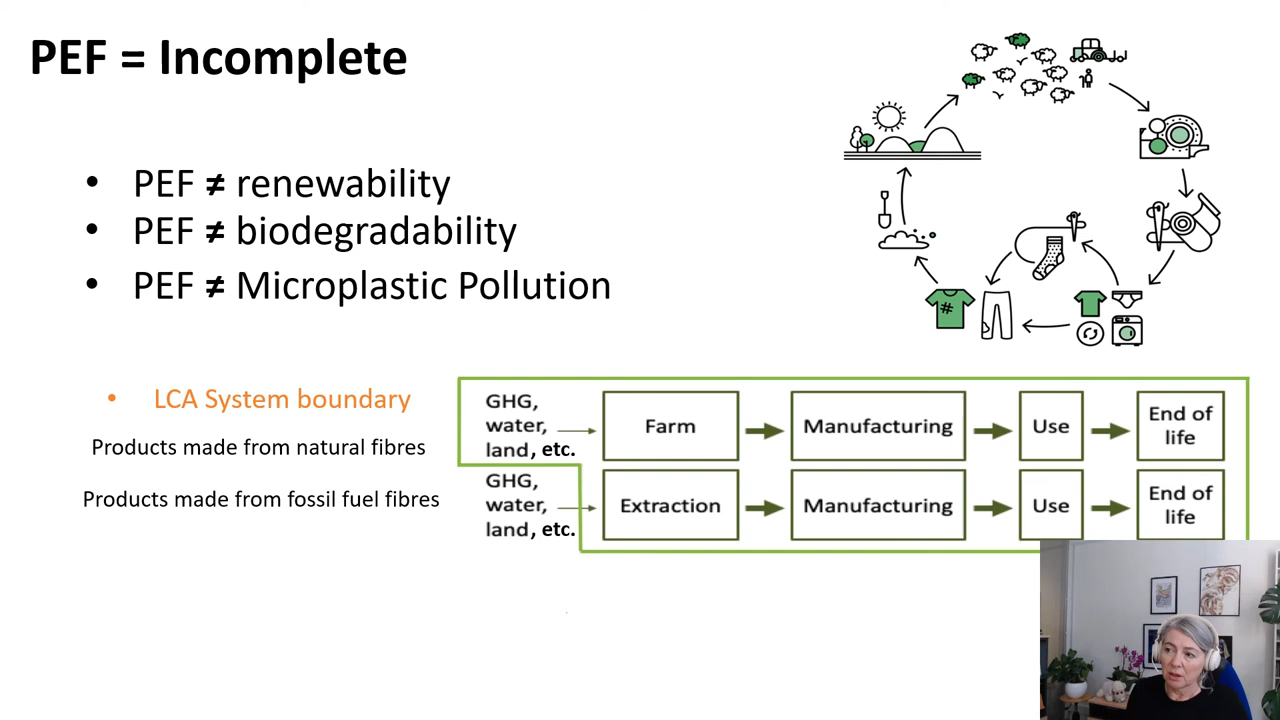 PEF = Incomplete
• PEF ≠ renewability
• PEF ≠ biodegradability
• PEF ≠ Microplastic Pollution
#
• LCA System boundary
Products made from natural fibres
Products made from fossil fuel fibres
GHG,
water,
land, etc.
Farm
Manufacturing
Use
End of
life
GHG,
water,
land, etc.
Extraction
Manufacturing
Use
End of
life